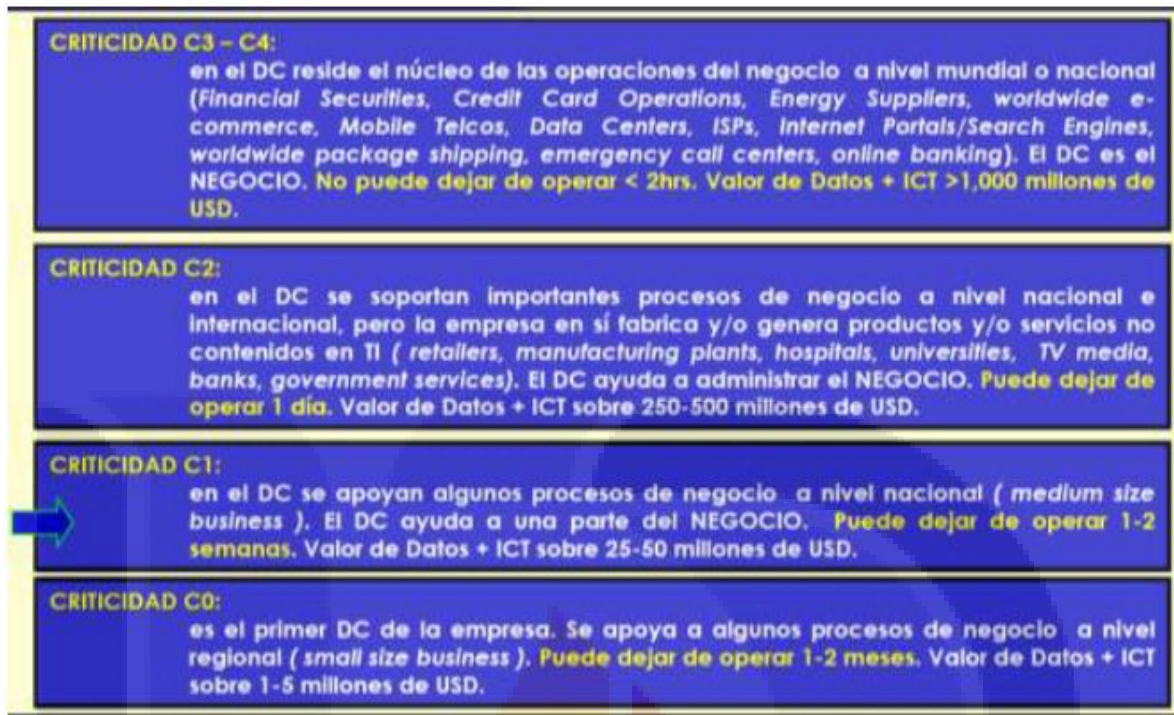 CRITICIDAD C3 – C4:
en el DC reside el núcleo de las operaciones del negocio a nivel mundial o nacional
(Financial Securities, Credit Card Operations, Energy Suppliers, worldwide e-
commerce, Mobile Telcos, Data Centers, ISPs, Internet Portals/Search Engines,
worldwide package shipping, emergency call centers, online banking). El DC es el
NEGOCIO. No puede dejar de operar < 2hrs. Valor de Datos + ICT >1,000 millones de
USD.
CRITICIDAD C2:
en el DC se soportan importantes procesos de negocio a nivel nacional e
internacional, pero la empresa en sí fabrica y/o genera productos y/o servicios no
contenidos en TI ( retailers, manufacturing plants, hospitals, universities, TV media,
banks, government services). El DC ayuda a administrar el NEGOCIO. Puede dejar de
operar 1 día. Valor de Datos + ICT sobre 250-500 millones de USD.
CRITICIDAD C1:
en el DC se apoyan algunos procesos de negocio a nivel nacional ( medium size
business ). El DC ayuda a una parte del NEGOCIO. Puede dejar de operar 1-2
semanas. Valor de Datos + ICT sobre 25-50 millones de USD.
CRITICIDAD C0:
es el primer DC de la empresa. Se apoya a algunos procesos de negocio a nivel
regional ( small size business ). Puede dejar de operar 1-2 meses. Valor de Datos + ICT
sobre 1-5 millones de USD.